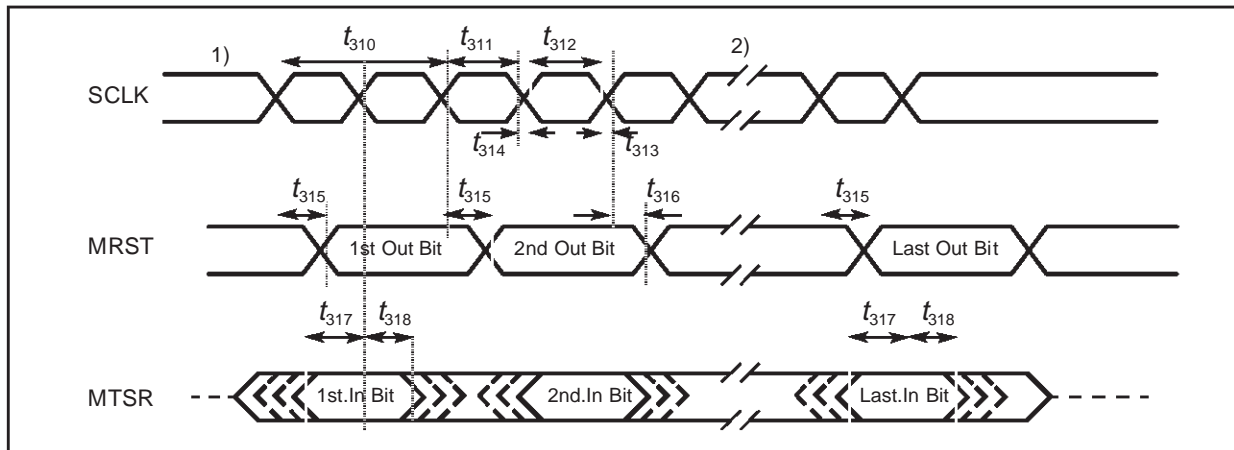 1) t310 t311 t312 2)
SCLK
t314 t313
t315 t315 t316 t315
MRST 1st Out Bit 2nd Out Bit Last Out Bit
t317 t318 t317 t318
MTSR 1st.In Bit 2nd.In Bit Last.In Bit